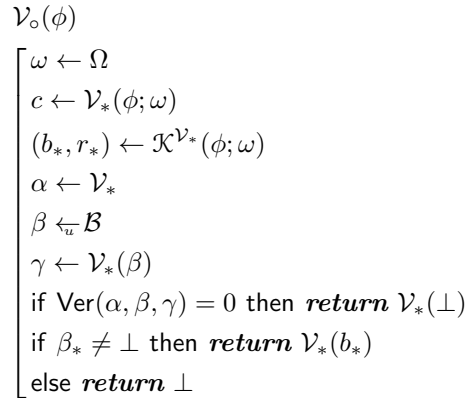 𝒱∘(ϕ)
ω ← Ω
c ← 𝒱∗(ϕ; ω)
(b∗, r∗) ← 𝒦^𝒱∗(ϕ; ω)
α ← 𝒱∗
β ←ᵤ ℬ
γ ← 𝒱∗(β)
if Ver(α, β, γ) = 0 then return 𝒱∗(⊥)
if β∗ ≠ ⊥ then return 𝒱∗(b∗)
else return ⊥